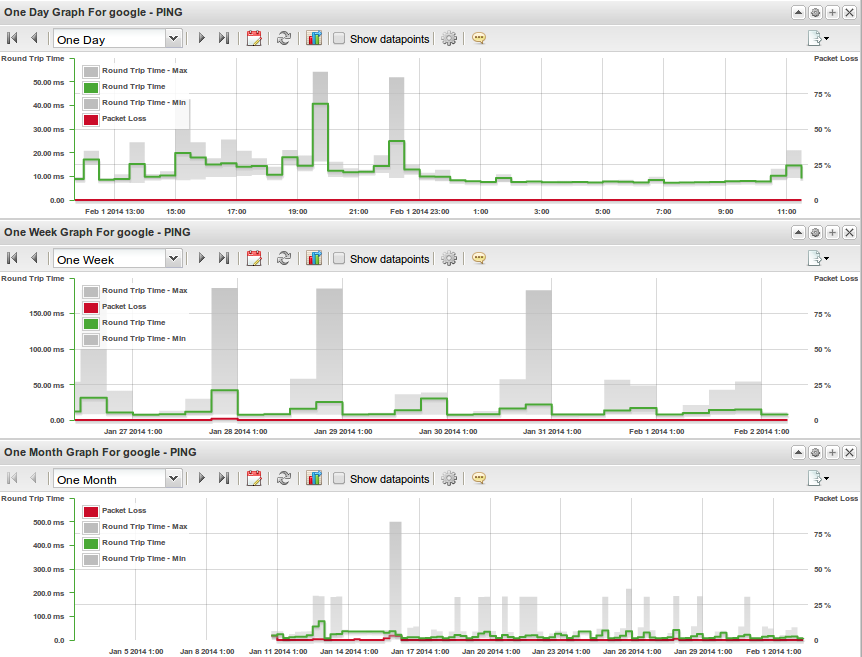 One Day Graph For google - PING
One Day Show datapoints
Round Trip Time Packet Loss
Round Trip Time - Max
Round Trip Time
Round Trip Time - Min
Packet Loss
50.00 ms
40.00 ms
30.00 ms
20.00 ms
10.00 ms
0.00
75 %
50 %
25 %
0
Feb 1 2014 13:00 15:00 17:00 19:00 21:00 Feb 1 2014 23:00 1:00 3:00 5:00 7:00 9:00 11:00
One Week Graph For google - PING
One Week Show datapoints
Round Trip Time Packet Loss
Round Trip Time - Max
Packet Loss
Round Trip Time
Round Trip Time - Min
150.00 ms
100.00 ms
50.00 ms
0.00
75 %
50 %
25 %
0
Jan 27 2014 1:00 Jan 28 2014 1:00 Jan 29 2014 1:00 Jan 30 2014 1:00 Jan 31 2014 1:00 Feb 1 2014 1:00 Feb 2 2014 1:00
One Month Graph For google - PING
One Month Show datapoints
Round Trip Time Packet Loss
Packet Loss
Round Trip Time - Max
Round Trip Time
Round Trip Time - Min
500.0 ms
400.0 ms
300.0 ms
200.0 ms
100.0 ms
0.0
75 %
50 %
25 %
0
Jan 5 2014 1:00 Jan 8 2014 1:00 Jan 11 2014 1:00 Jan 14 2014 1:00 Jan 17 2014 1:00 Jan 20 2014 1:00 Jan 23 2014 1:00 Jan 26 2014 1:00 Jan 29 2014 1:00 Feb 1 2014 1:00